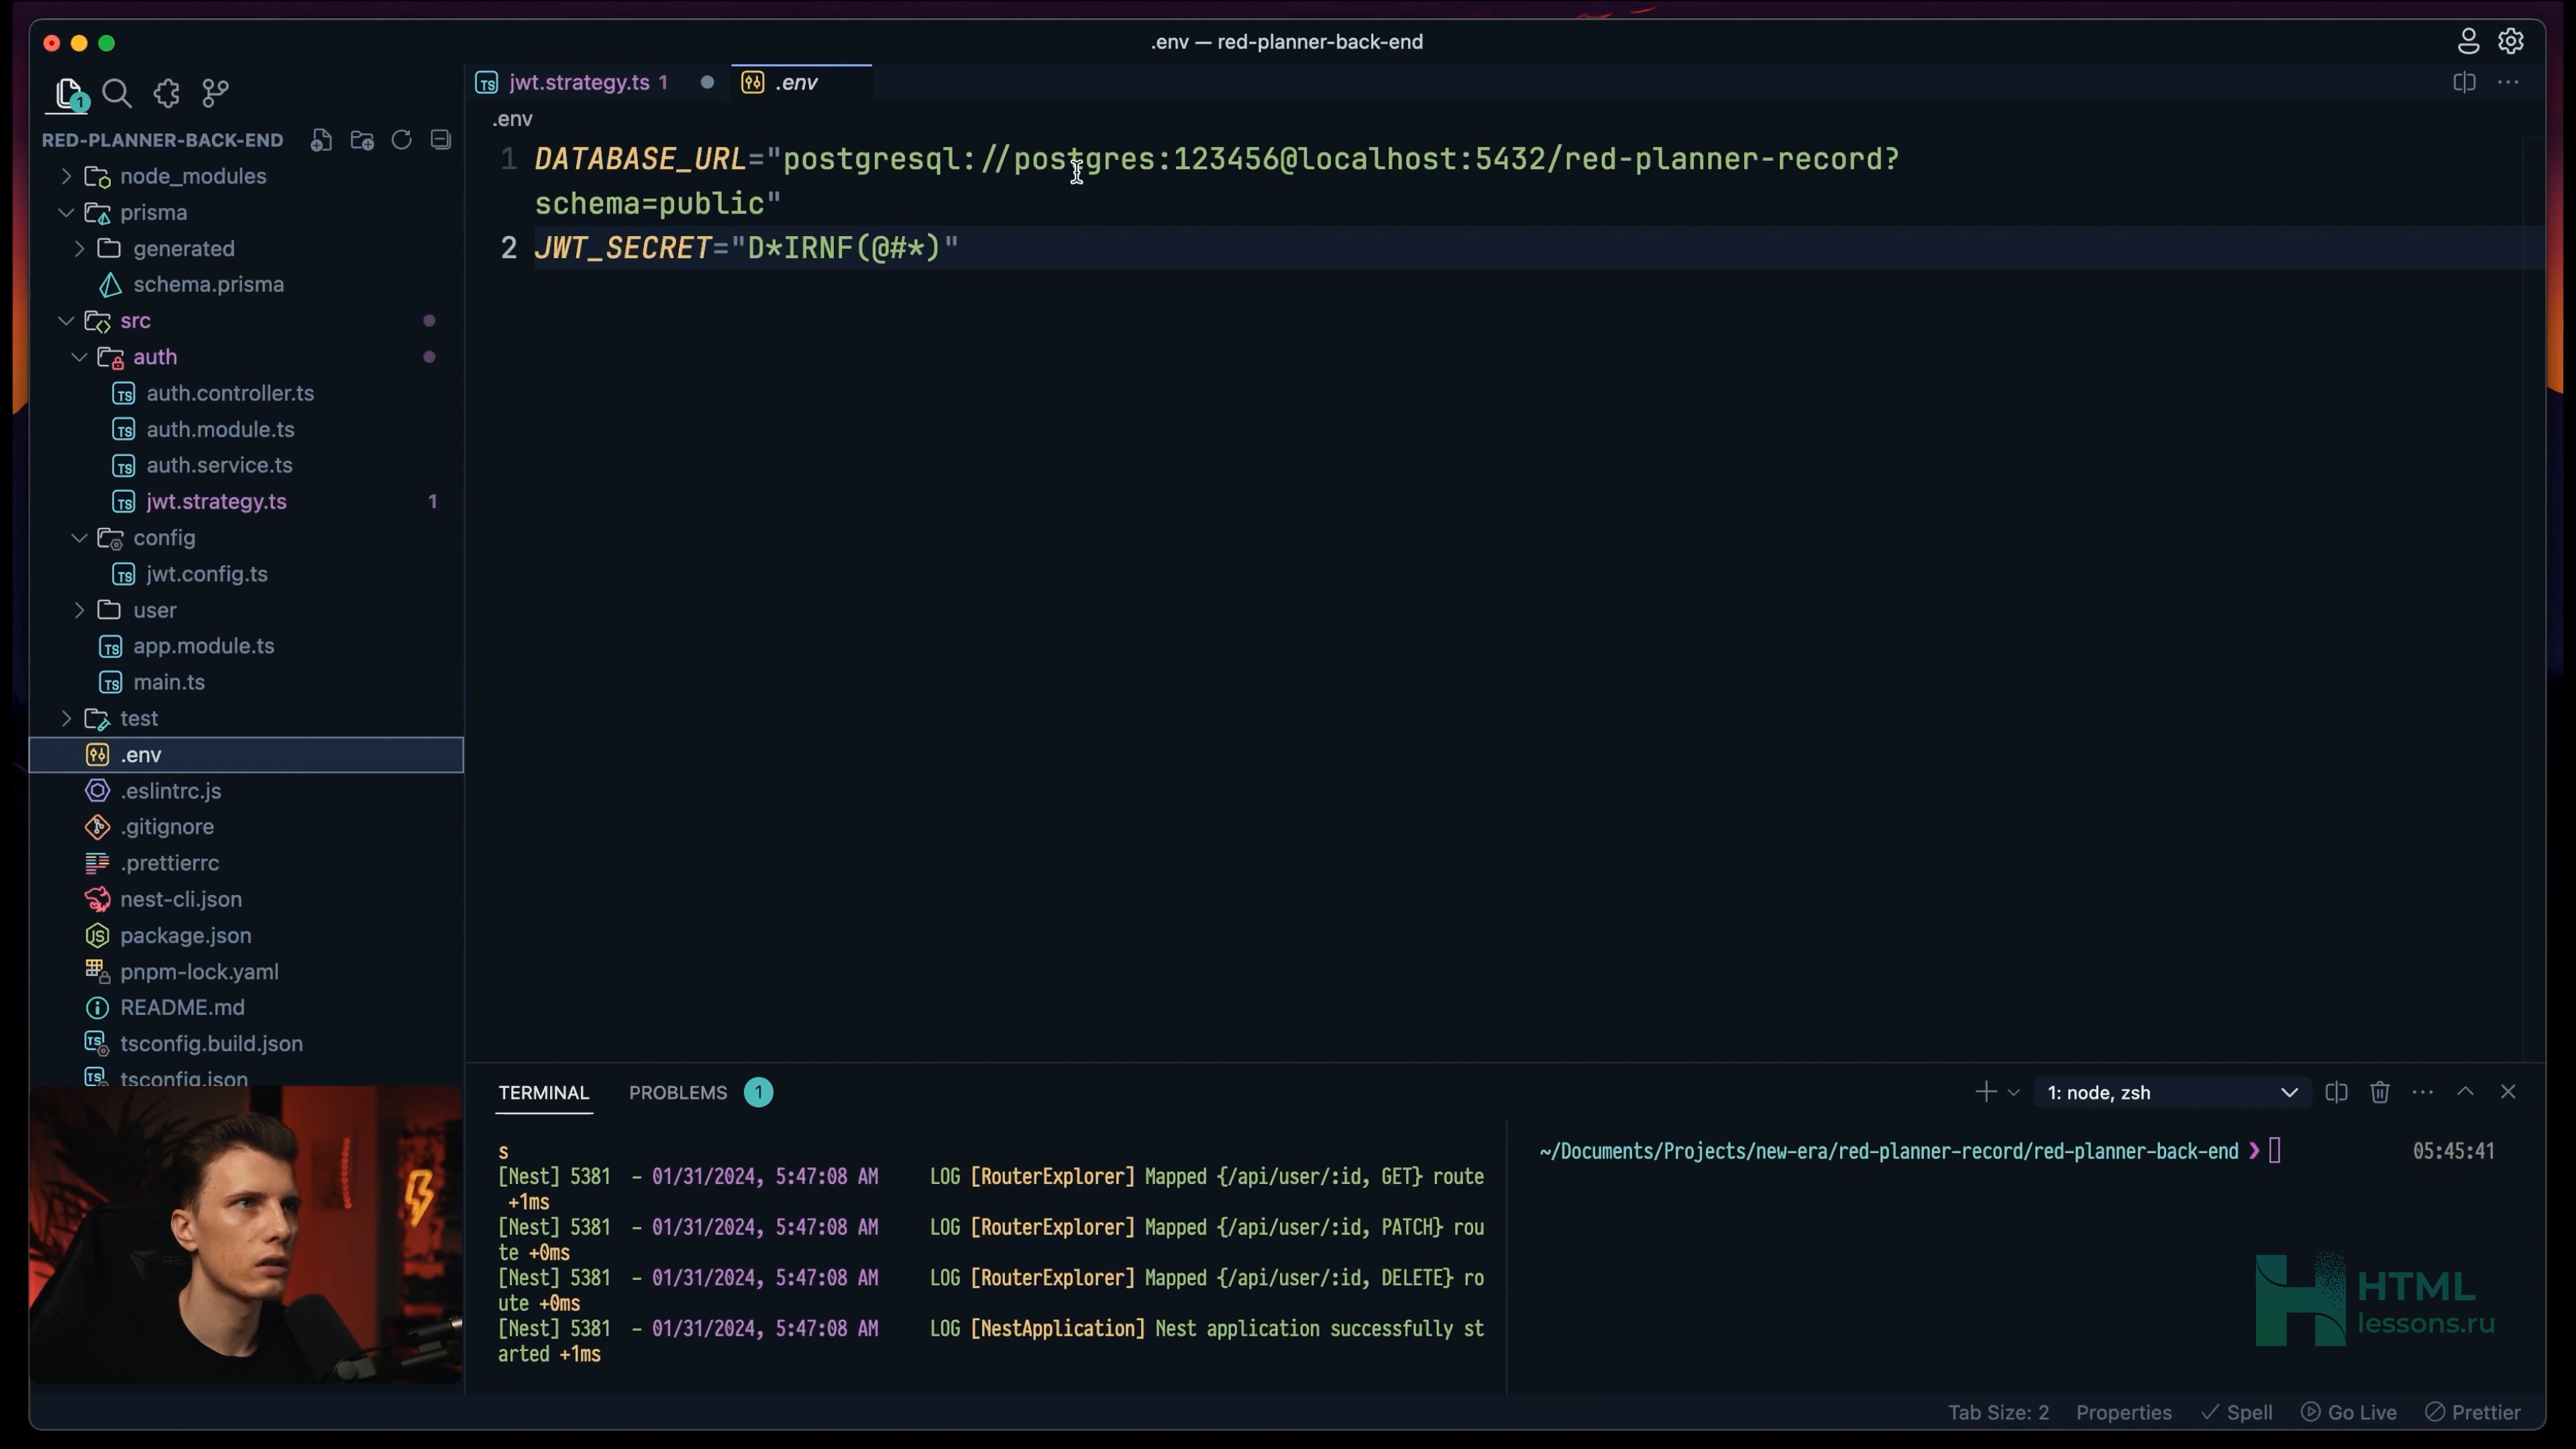 .env — red-planner-back-end
jwt.strategy.ts 1
.env
1
RED-PLANNER-BACK-END
.env
node_modules
prisma
generated
schema.prisma
src
auth
auth.controller.ts
auth.module.ts
auth.service.ts
jwt.strategy.ts 1
config
jwt.config.ts
user
app.module.ts
main.ts
test
.env
.eslintrc.js
.gitignore
.prettierrc
nest-cli.json
package.json
pnpm-lock.yaml
README.md
tsconfig.build.json
tsconfig.json
1 DATABASE_URL="postgresql://postgres:123456@localhost:5432/red-planner-record?
schema=public"
2 JWT_SECRET="D*IRNF(@#*)"
TERMINAL PROBLEMS 1
1: node, zsh
s
[Nest] 5381 - 01/31/2024, 5:47:08 AM LOG [RouterExplorer] Mapped {/api/user/:id, GET} route
+1ms
[Nest] 5381 - 01/31/2024, 5:47:08 AM LOG [RouterExplorer] Mapped {/api/user/:id, PATCH} rou
te +0ms
[Nest] 5381 - 01/31/2024, 5:47:08 AM LOG [RouterExplorer] Mapped {/api/user/:id, DELETE} ro
ute +0ms
[Nest] 5381 - 01/31/2024, 5:47:08 AM LOG [NestApplication] Nest application successfully st
arted +1ms
~/Documents/Projects/new-era/red-planner-record/red-planner-back-end ❯ 05:45:41
HTML
lessons.ru
Tab Size: 2 Properties Spell Go Live Prettier